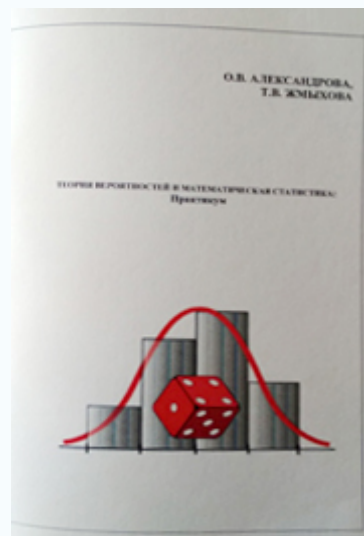 О.В. АЛЕКСАНДРОВА,
Т.В. ЖМЫХОВА
ТЕОРИЯ ВЕРОЯТНОСТЕЙ И МАТЕМАТИЧЕСКАЯ СТАТИСТИКА:
Практикум